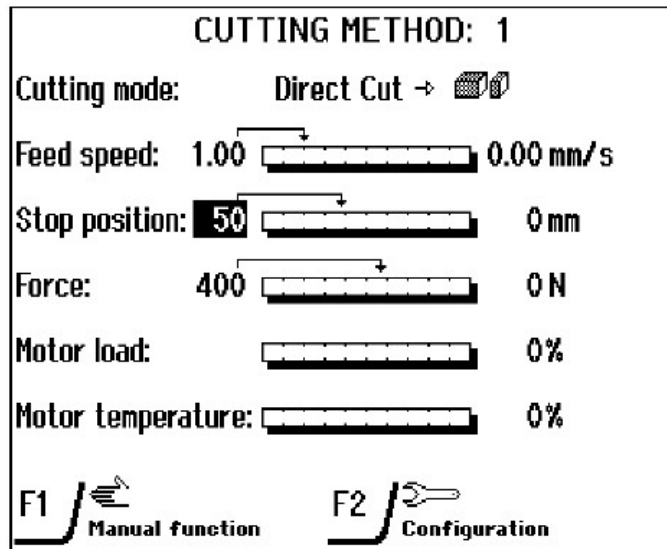 CUTTING METHOD: 1
Cutting mode: Direct Cut →
Feed speed: 1.00 0.00 mm/s
Stop position: 50 0 mm
Force: 400 0 N
Motor load: 0%
Motor temperature: 0%
F1 Manual function F2 Configuration